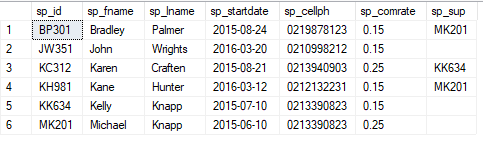 sp_id sp_fname sp_lname sp_startdate sp_cellph sp_comrate sp_sup
1 BP301 Bradley Palmer 2015-08-24 0219878123 0.15 MK201
2 JW351 John Wrights 2016-03-20 0210998212 0.15
3 KC312 Karen Craften 2015-08-21 0213940903 0.25 KK634
4 KH981 Kane Hunter 2016-03-12 0212132231 0.15 MK201
5 KK634 Kelly Knapp 2015-07-10 0213390823 0.15
6 MK201 Michael Knapp 2015-06-10 0213390823 0.25